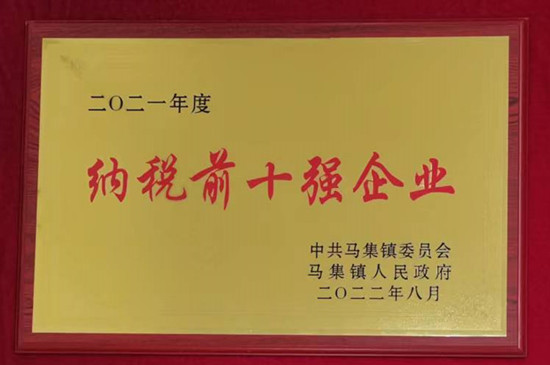 二〇二一年度
纳税前十强企业
中共马集镇委员会
马集镇人民政府
二〇二二年八月